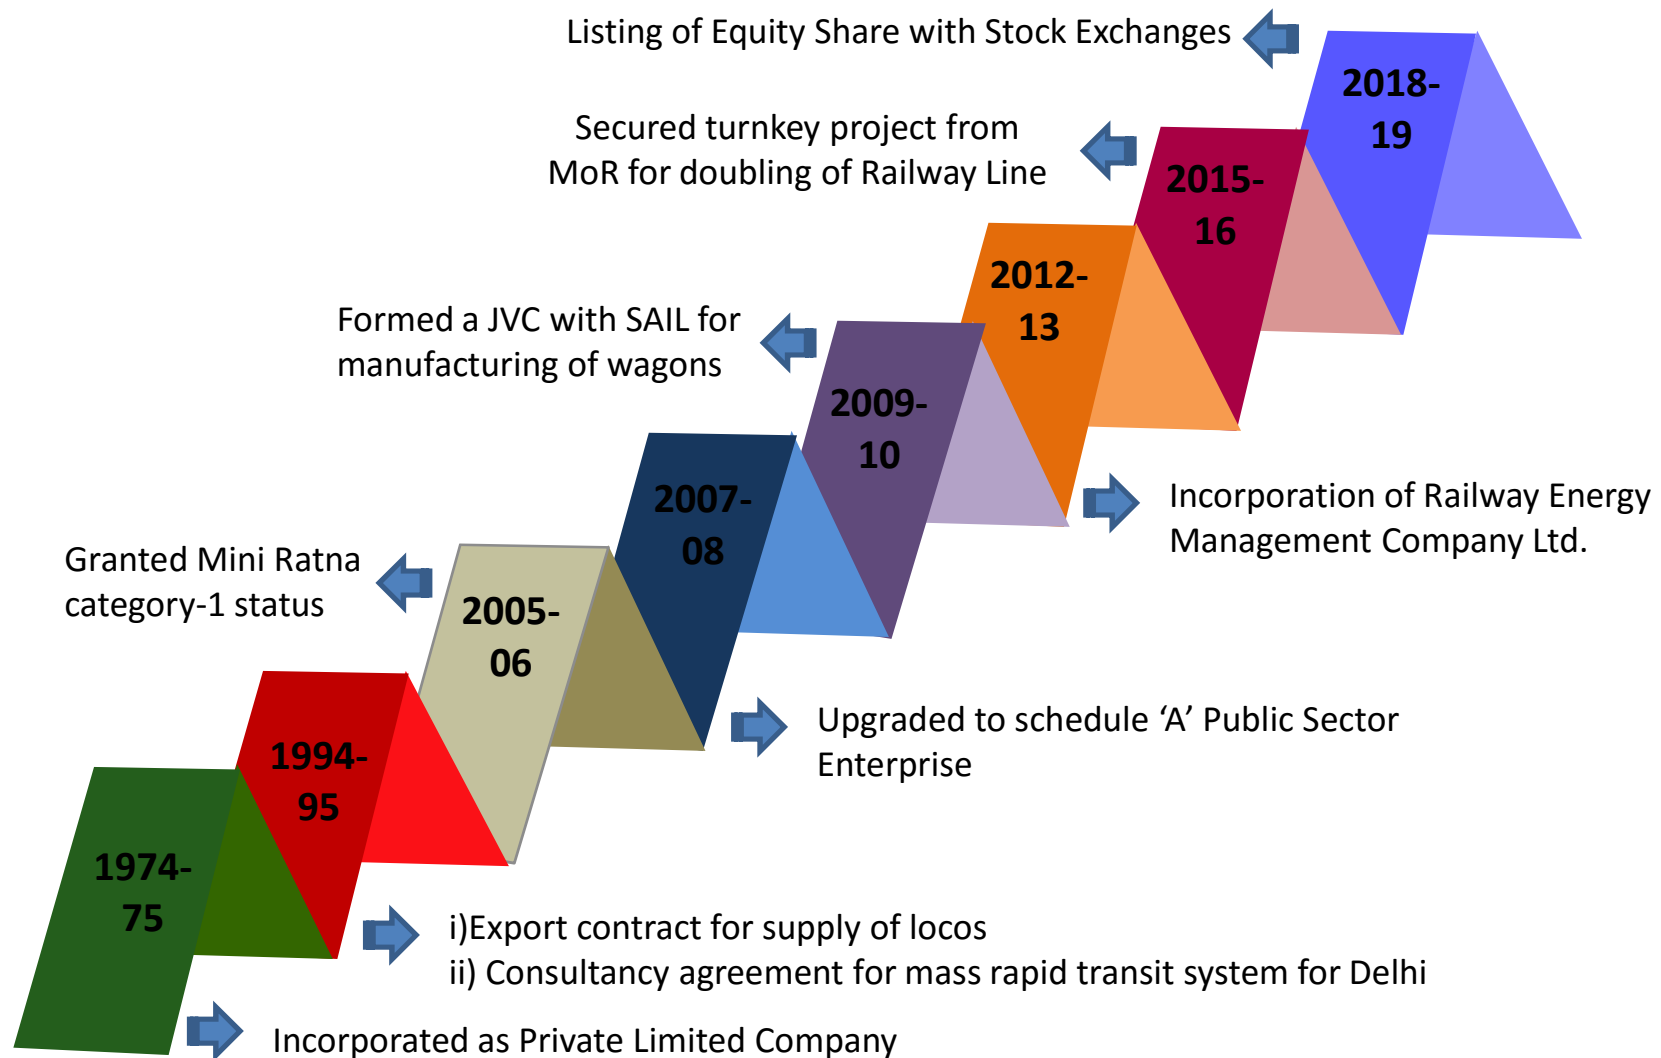 Listing of Equity Share with Stock Exchanges
2018-
19
Secured turnkey project from
MoR for doubling of Railway Line
2015-
16
2012-
13
Formed a JVC with SAIL for
manufacturing of wagons
2009-
10
Incorporation of Railway Energy
Management Company Ltd.
2007-
08
Granted Mini Ratna
category-1 status
2005-
06
Upgraded to schedule ‘A’ Public Sector
Enterprise
1994-
95
1974-
75
i)Export contract for supply of locos
ii) Consultancy agreement for mass rapid transit system for Delhi
Incorporated as Private Limited Company